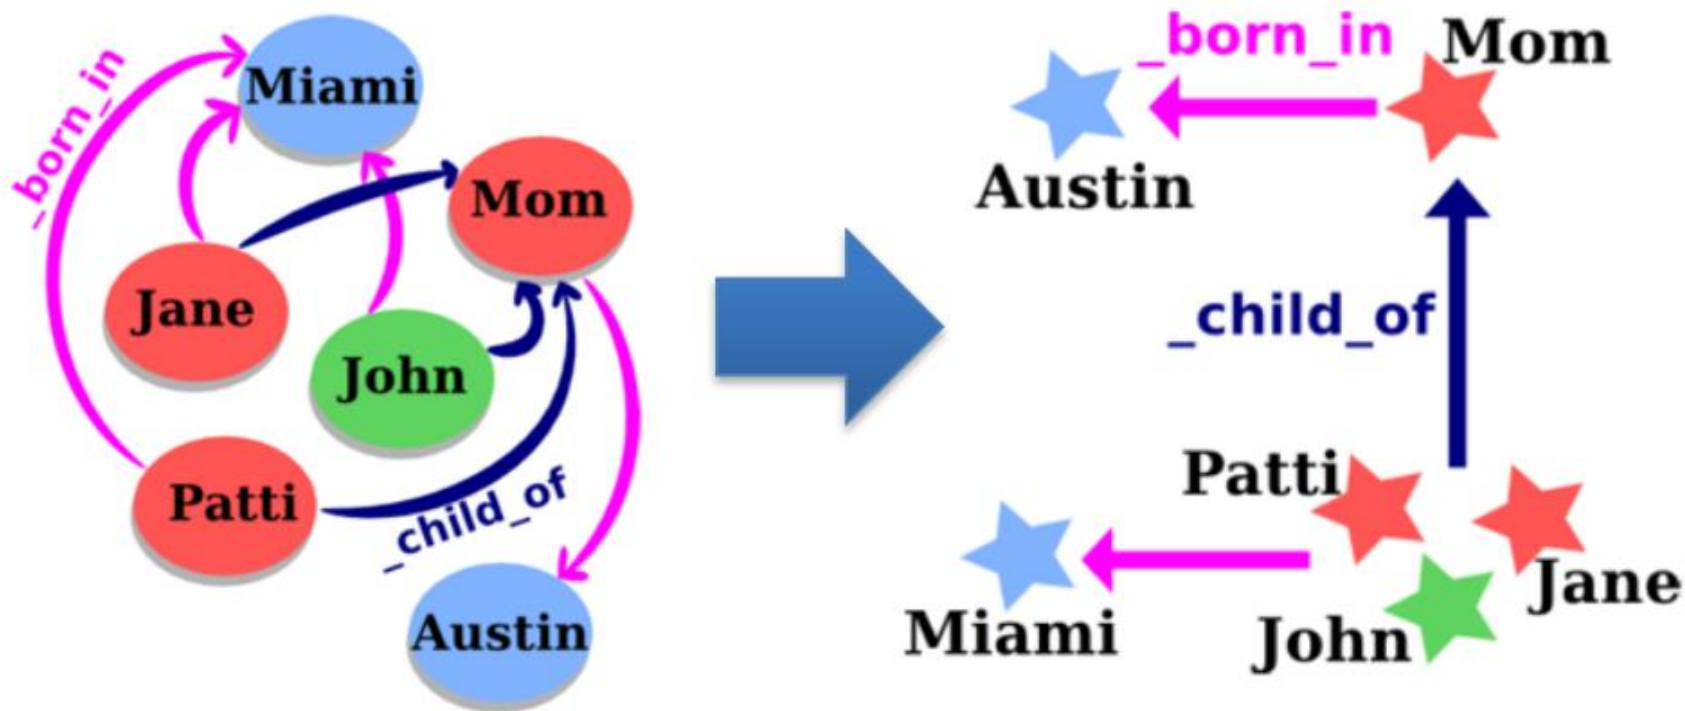 _born_in
Miami
Mom
Jane
John
Patti
_child_of
Austin
_born_in
Mom
Austin
_child_of
Patti
Jane
Miami
John